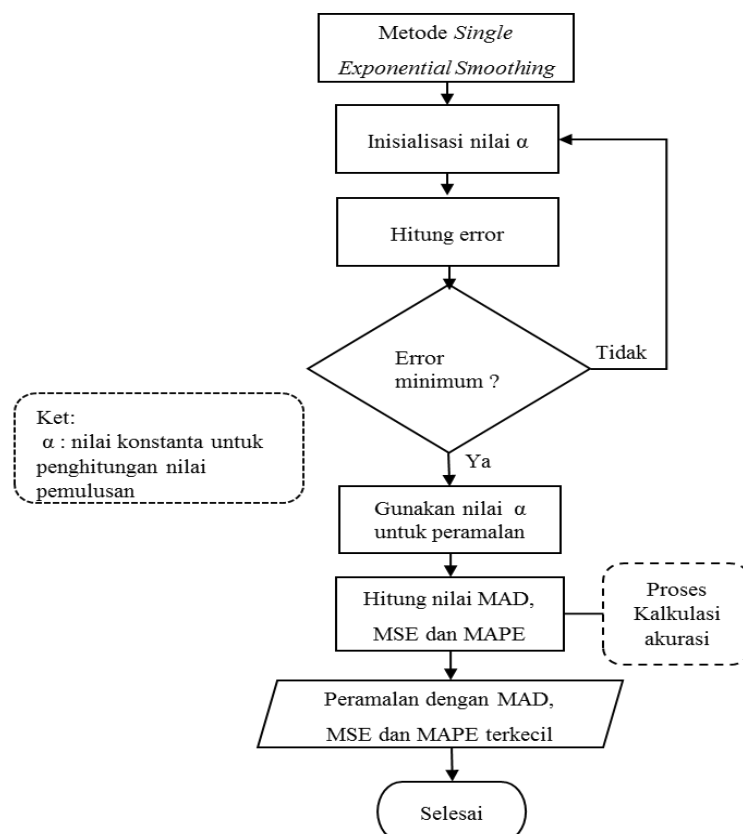 Metode Single
Exponential Smoothing
Inisialisasi nilai α
Hitung error
Error
minimum ?
Tidak
Ket:
α : nilai konstanta untuk
penghitungan nilai
pemulusan
Ya
Gunakan nilai α
untuk peramalan
Hitung nilai MAD,
MSE dan MAPE
Proses
Kalkulasi
akurasi
Peramalan dengan MAD,
MSE dan MAPE terkecil
Selesai